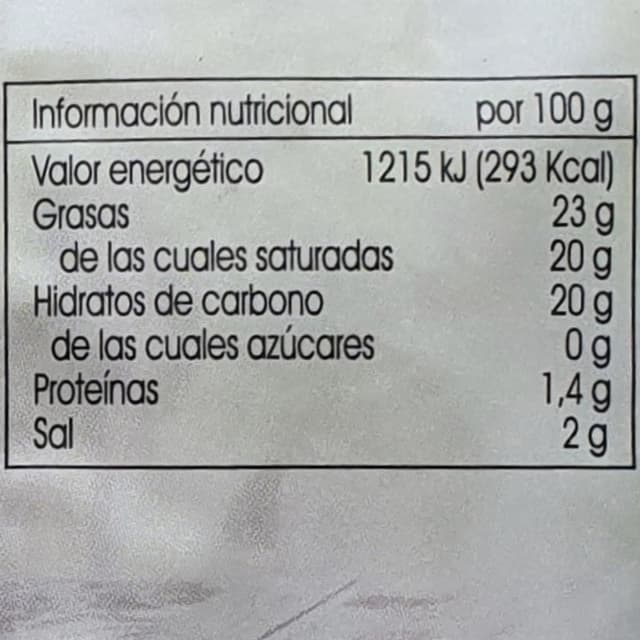 Información nutricional por 100 g
Valor energético 1215 kJ (293 Kcal)
Grasas 23 g
de las cuales saturadas 20 g
Hidratos de carbono 20 g
de las cuales azúcares 0 g
Proteínas 1,4 g
Sal 2 g